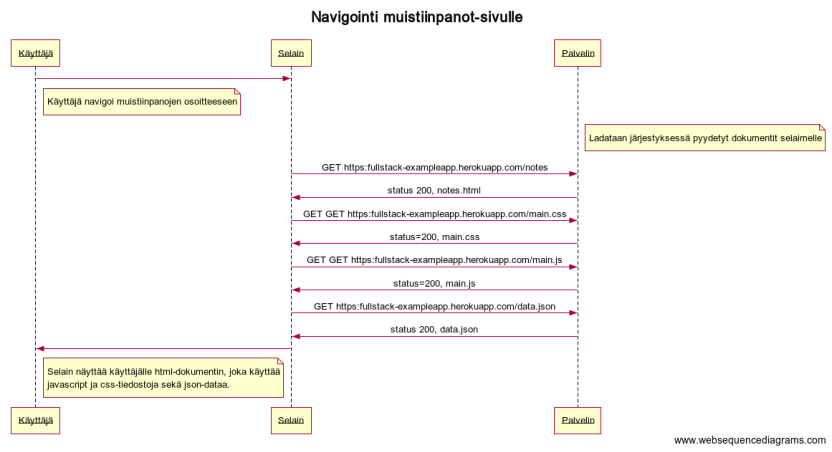 Navigointi muistiinpanot-sivulle
Käyttäjä
Selain
Palvelin
Käyttäjä navigoi muistiinpanojen osoitteeseen
Ladataan järjestyksessä pyydetyt dokumentit selaimelle
GET https:fullstack-exampleapp.herokuapp.com/notes
status 200, notes.html
GET GET https:fullstack-exampleapp.herokuapp.com/main.css
status=200, main.css
GET GET https:fullstack-exampleapp.herokuapp.com/main.js
status=200, main.js
GET https:fullstack-exampleapp.herokuapp.com/data.json
status 200, data.json
Selain näyttää käyttäjälle html-dokumentin, joka käyttää
javascript ja css-tiedostoja sekä json-dataa.
Käyttäjä
Selain
Palvelin
www.websequencediagrams.com